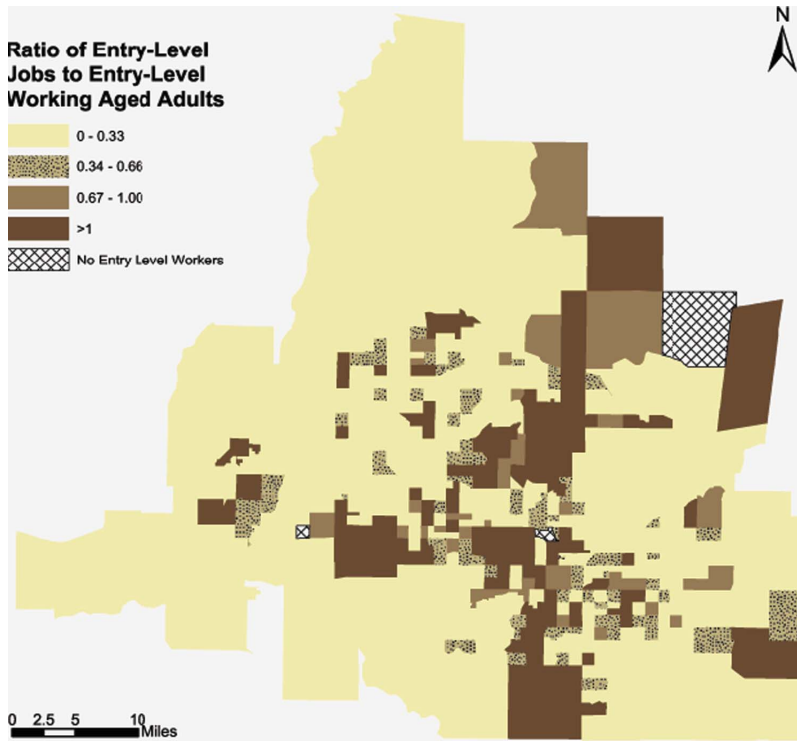 N
Ratio of Entry-Level
Jobs to Entry-Level
Working Aged Adults
0 - 0.33
0.34 - 0.66
0.67 - 1.00
>1
No Entry Level Workers
0 2.5 5 10
Miles